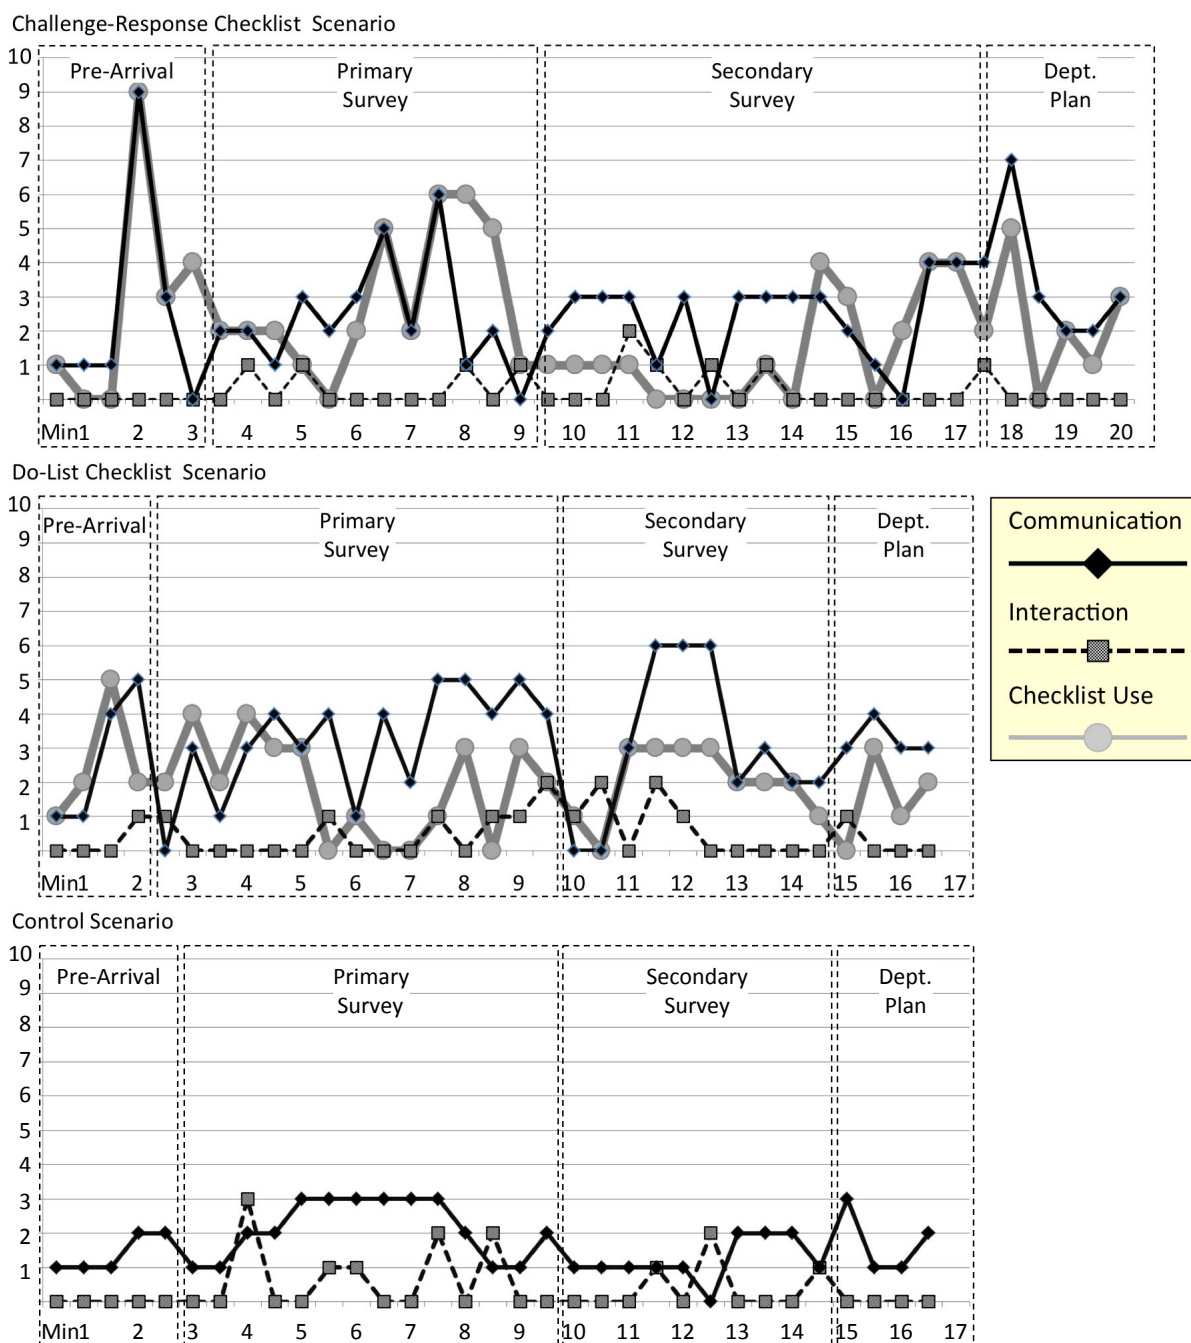 Challenge-Response Checklist Scenario
10
Pre-Arrival
Primary
Survey
Secondary
Survey
Dept.
Plan
9
8
7
6
5
4
3
2
1
Min1 2 3 4 5 6 7 8 9 10 11 12 13 14 15 16 17 18 19 20
Do-List Checklist Scenario
10
Pre-Arrival
Primary
Survey
Secondary
Survey
Dept.
Plan
9
8
7
6
5
4
3
2
1
Min1 2 3 4 5 6 7 8 9 10 11 12 13 14 15 16 17
Communication
Interaction
Checklist Use
Control Scenario
10
Pre-Arrival
Primary
Survey
Secondary
Survey
Dept.
Plan
9
8
7
6
5
4
3
2
1
Min1 2 3 4 5 6 7 8 9 10 11 12 13 14 15 16 17